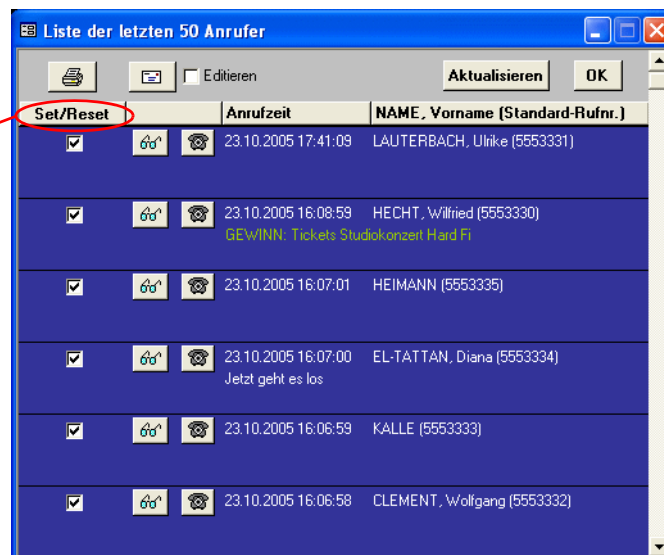 Liste der letzten 50 Anrufer
Editieren
Aktualisieren
OK
Set/Reset
Anrufzeit
NAME, Vorname (Standard-Rufnr.)
23.10.2005 17:41:09 LAUTERBACH, Ulrike (5553331)
23.10.2005 16:08:59 HECHT, Wilfried (5553330)
GEWINN: Tickets Studiokonzert Hard Fi
23.10.2005 16:07:01 HEIMANN (5553335)
23.10.2005 16:07:00 EL-TATTAN, Diana (5553334)
Jetzt geht es los
23.10.2005 16:06:59 KALLE (5553333)
23.10.2005 16:06:58 CLEMENT, Wolfgang (5553332)